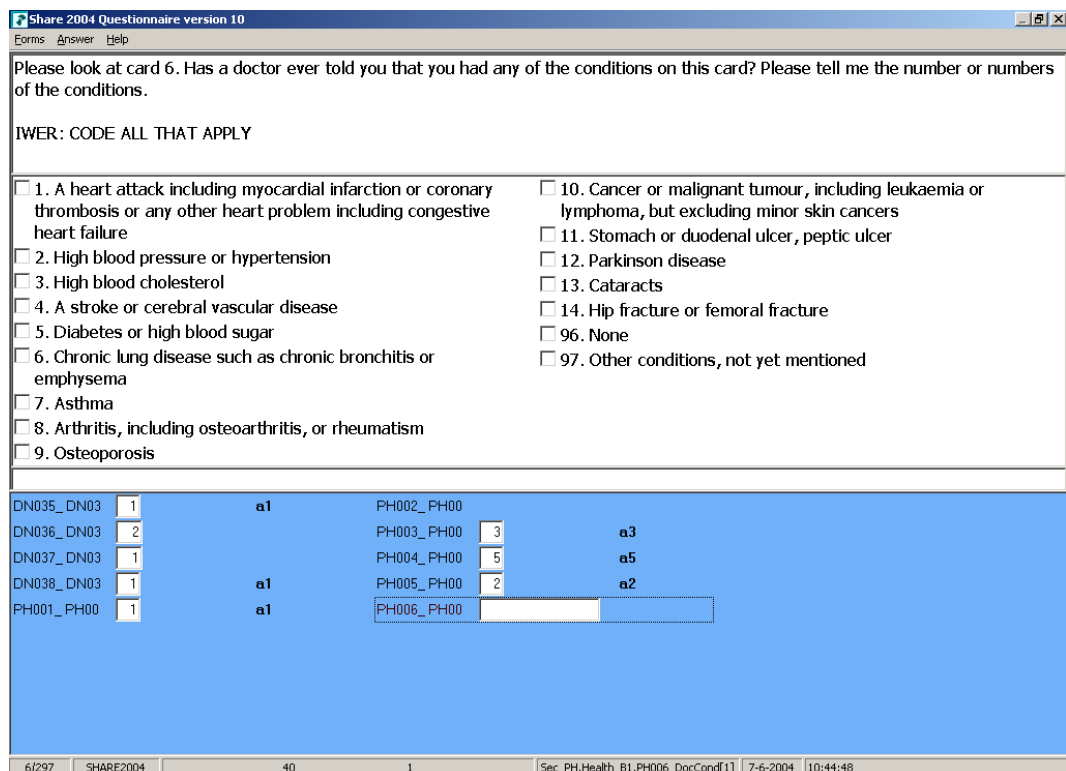 Share 2004 Questionnaire version 10
Forms Answer Help
Please look at card 6. Has a doctor ever told you that you had any of the conditions on this card? Please tell me the number or numbers
of the conditions.
IWER: CODE ALL THAT APPLY
1. A heart attack including myocardial infarction or coronary
thrombosis or any other heart problem including congestive
heart failure
2. High blood pressure or hypertension
3. High blood cholesterol
4. A stroke or cerebral vascular disease
5. Diabetes or high blood sugar
6. Chronic lung disease such as chronic bronchitis or
emphysema
7. Asthma
8. Arthritis, including osteoarthritis, or rheumatism
9. Osteoporosis
10. Cancer or malignant tumour, including leukaemia or
lymphoma, but excluding minor skin cancers
11. Stomach or duodenal ulcer, peptic ulcer
12. Parkinson disease
13. Cataracts
14. Hip fracture or femoral fracture
96. None
97. Other conditions, not yet mentioned
DN035_DN03 1 a1 PH002_PH00
DN036_DN03 2 PH003_PH00 3 a3
DN037_DN03 1 PH004_PH00 5 a5
DN038_DN03 1 a1 PH005_PH00 2 a2
PH001_PH00 1 a1 PH006_PH00
6/297 SHARE2004 40 1 Sec_PH.Health_B1.PH006_DocCond[1] 7-6-2004 10:44:48